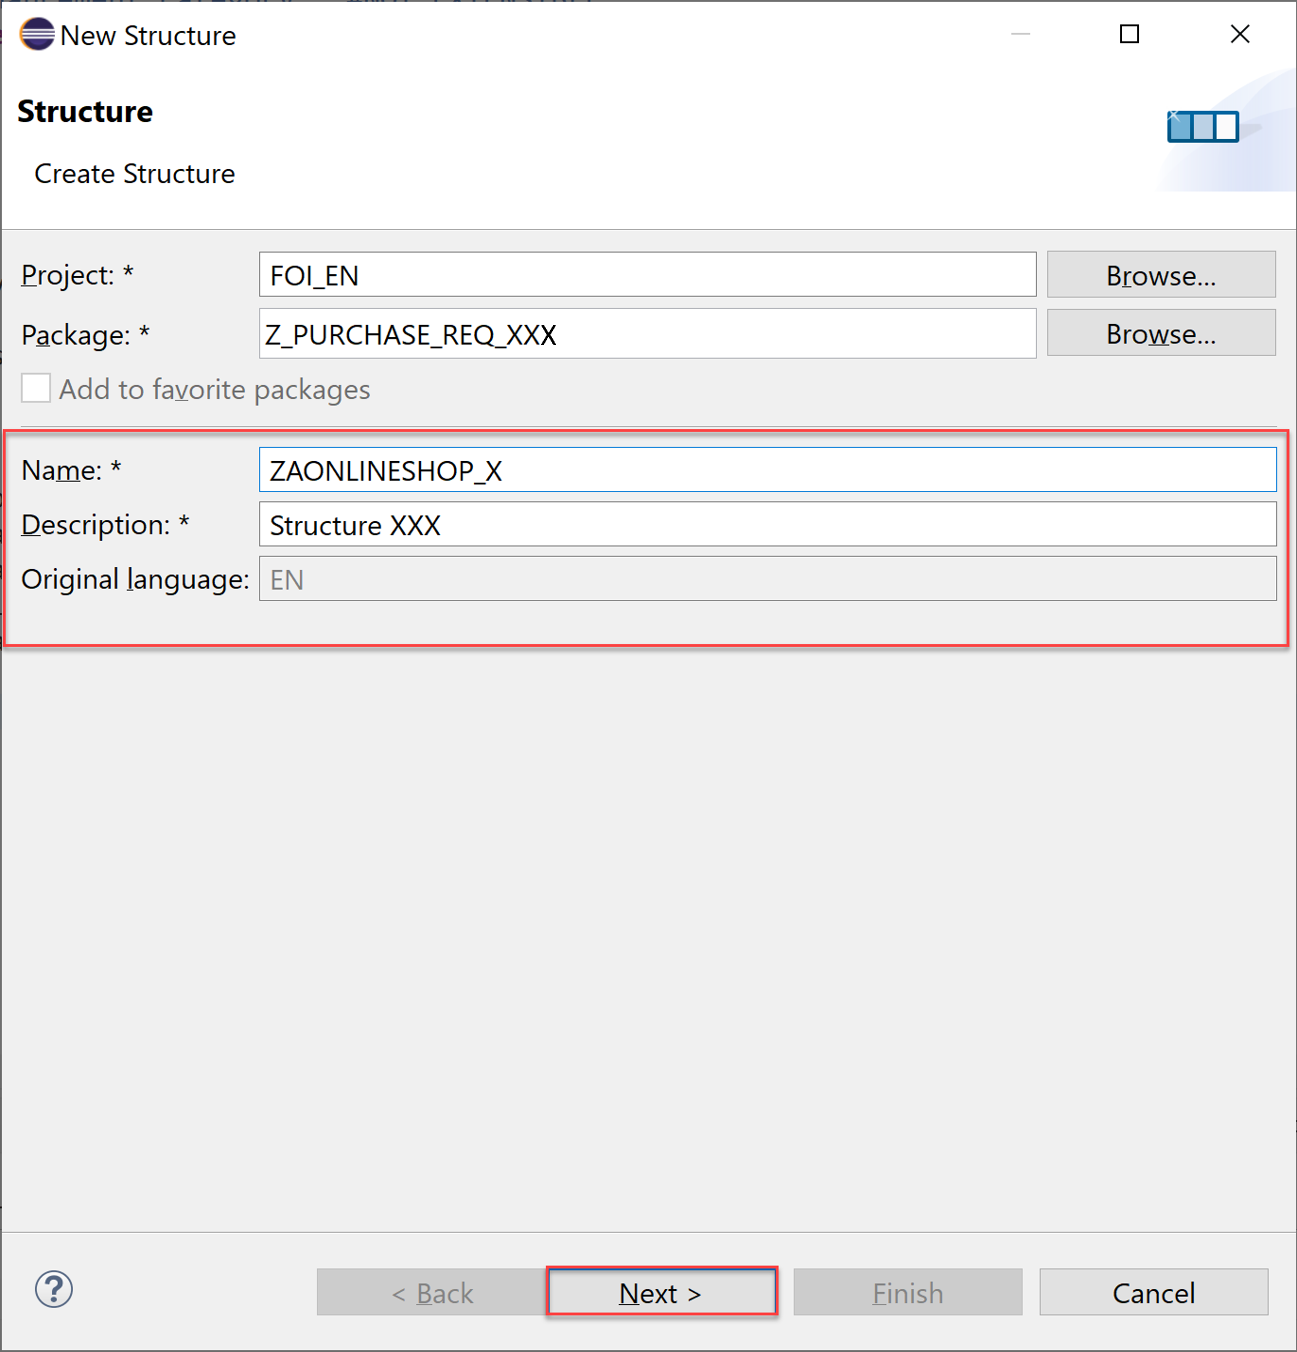 New Structure
Structure
Create Structure
Project: * FOI_EN Browse...
Package: * Z_PURCHASE_REQ_XXX Browse...
Add to favorite packages
Name: * ZAONLINESHOP_X
Description: * Structure XXX
Original language: EN
? < Back Next > Finish Cancel